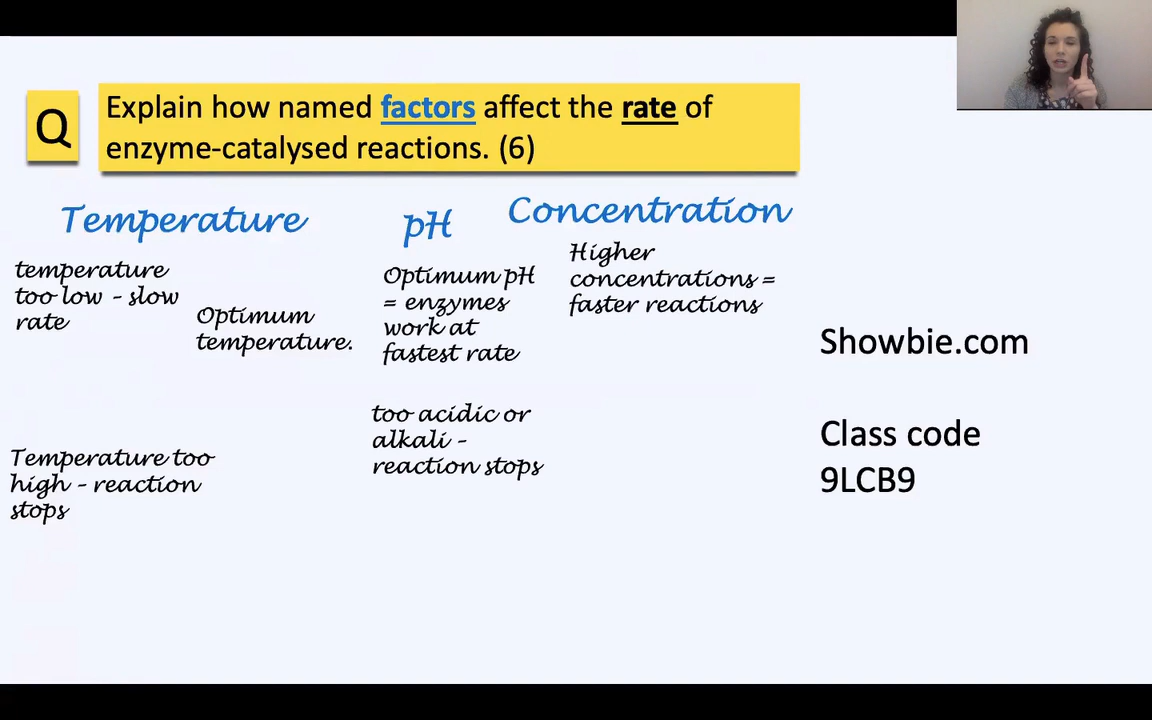 Q
Explain how named factors affect the rate of
enzyme-catalysed reactions. (6)
Temperature
pH
Concentration
temperature
too low – slow
rate
Optimum
temperature.
Temperature too
high – reaction
stops
Optimum pH
= enzymes
work at
fastest rate
too acidic or
alkali –
reaction stops
Higher
concentrations =
faster reactions
Showbie.com
Class code
9LCB9